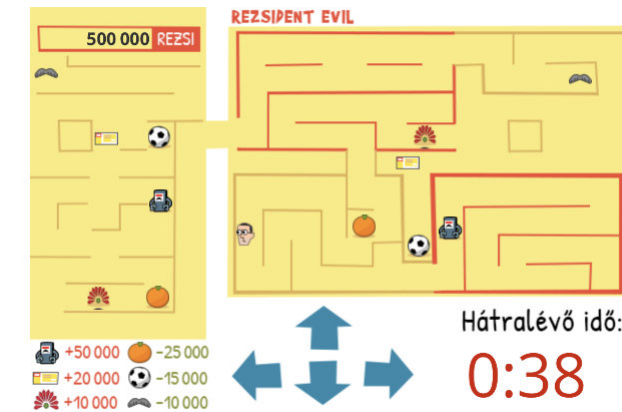 REZSIDENT EVIL
500 000 REZSI
Hátralévő idő:
0:38
+50 000 -25 000
+20 000 -15 000
+10 000 -10 000